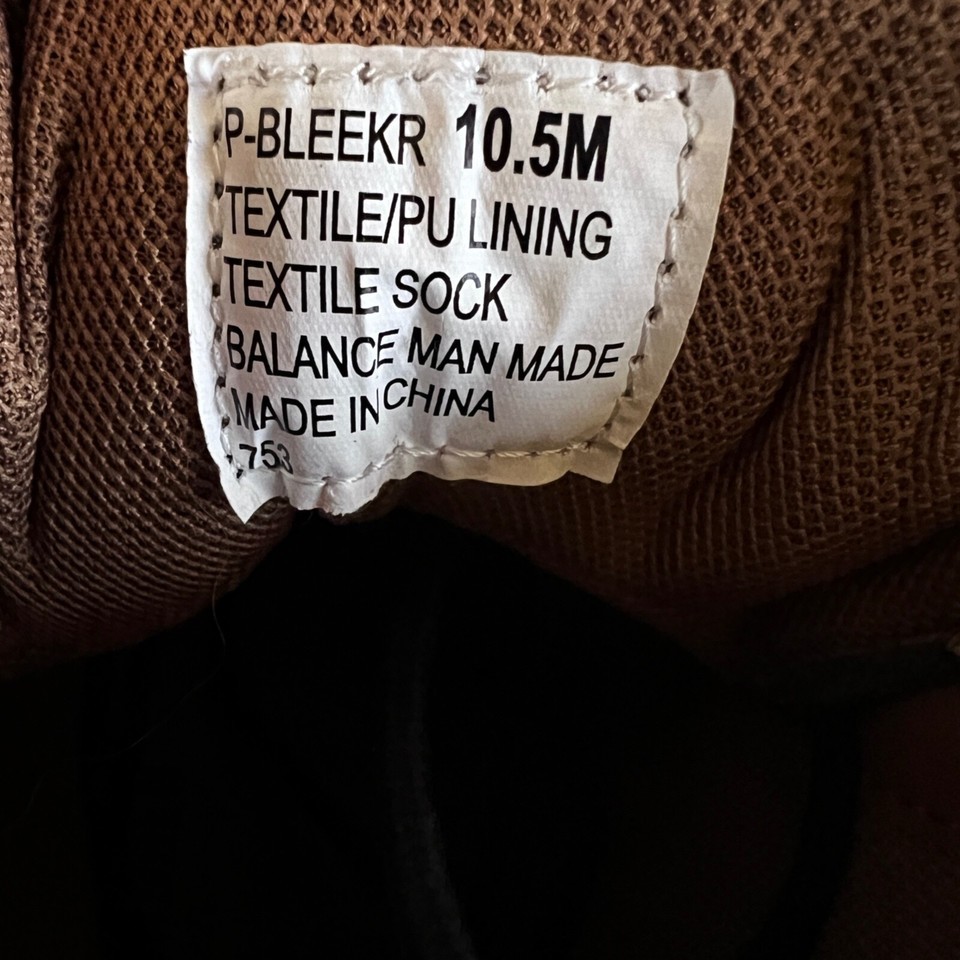 P-BLEEKR 10.5M
TEXTILE/PU LINING
TEXTILE SOCK
BALANCE MAN MADE
MADE IN CHINA
753